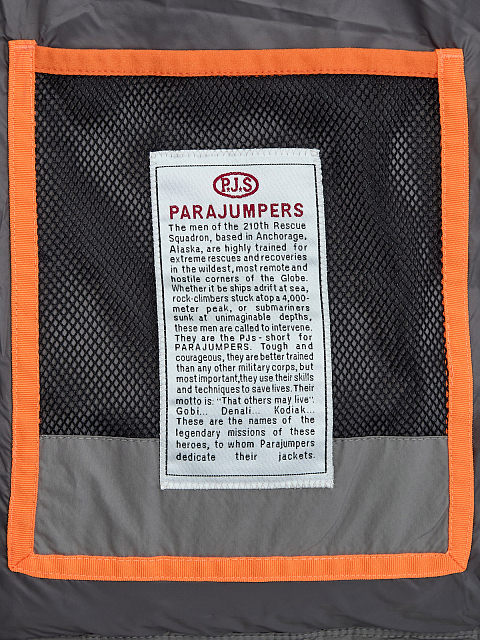 P.J.S
PARAJUMPERS
The men of the 210th Rescue
Squadron, based in Anchorage,
Alaska, are highly trained for
extreme rescues and recoveries
in the wildest, most remote and
hostile corners of the Globe.
Whether it be ships adrift at sea,
rock-climbers stuck atop a 4,000-
meter peak, or submariners
sunk at unimaginable depths,
these men are called to intervene.
They are the PJs - short for
PARAJUMPERS. Tough and
courageous, they are better trained
than any other military corps, but
most important,they use their skills
and techniques to save lives. Their
motto is: "That others may live":
Gobi... Denali... Kodiak...
These are the names of the
legendary missions of these
heroes, to whom Parajumpers
dedicate their jackets.